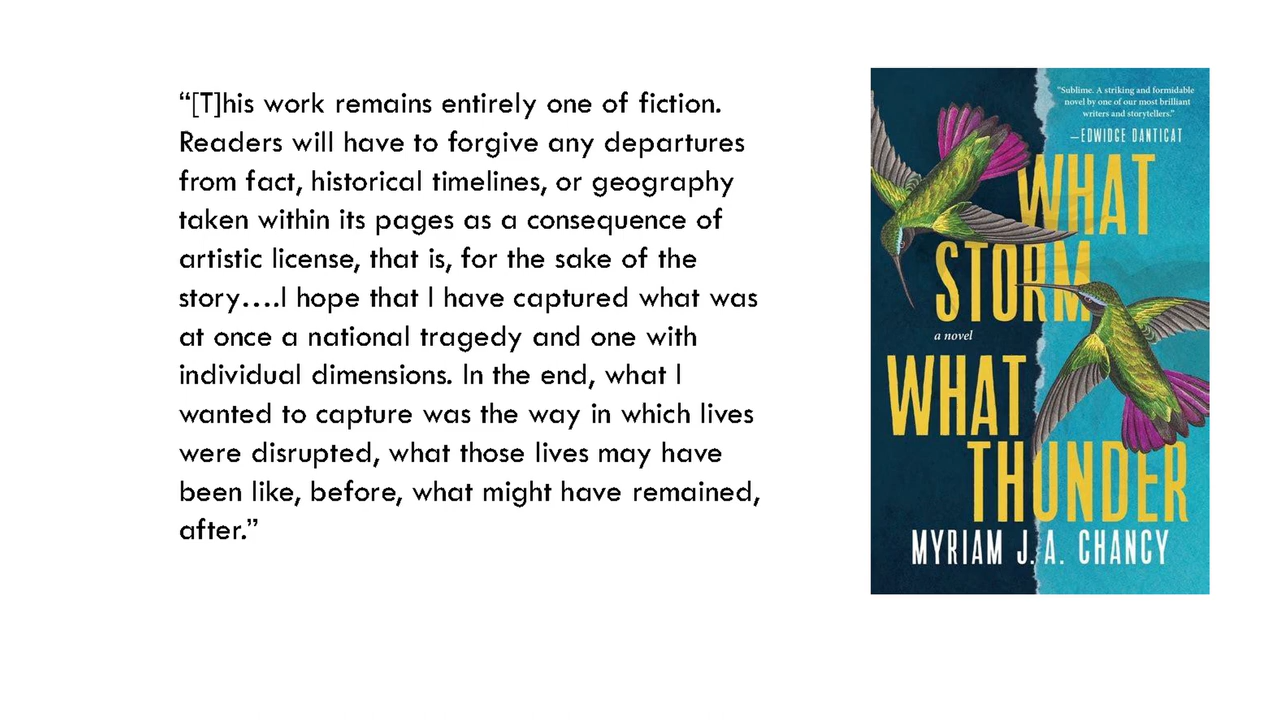 “[T]his work remains entirely one of fiction.
Readers will have to forgive any departures
from fact, historical timelines, or geography
taken within its pages as a consequence of
artistic license, that is, for the sake of the
story….I hope that I have captured what was
at once a national tragedy and one with
individual dimensions. In the end, what I
wanted to capture was the way in which lives
were disrupted, what those lives may have
been like, before, what might have remained,
after.”
“Sublime. A striking and formidable
novel by one of our most brilliant
writers and storytellers.”
—EDWIDGE DANTICAT
WHAT
STORM
a novel
WHAT
THUNDER
MYRIAM J. A. CHANCY